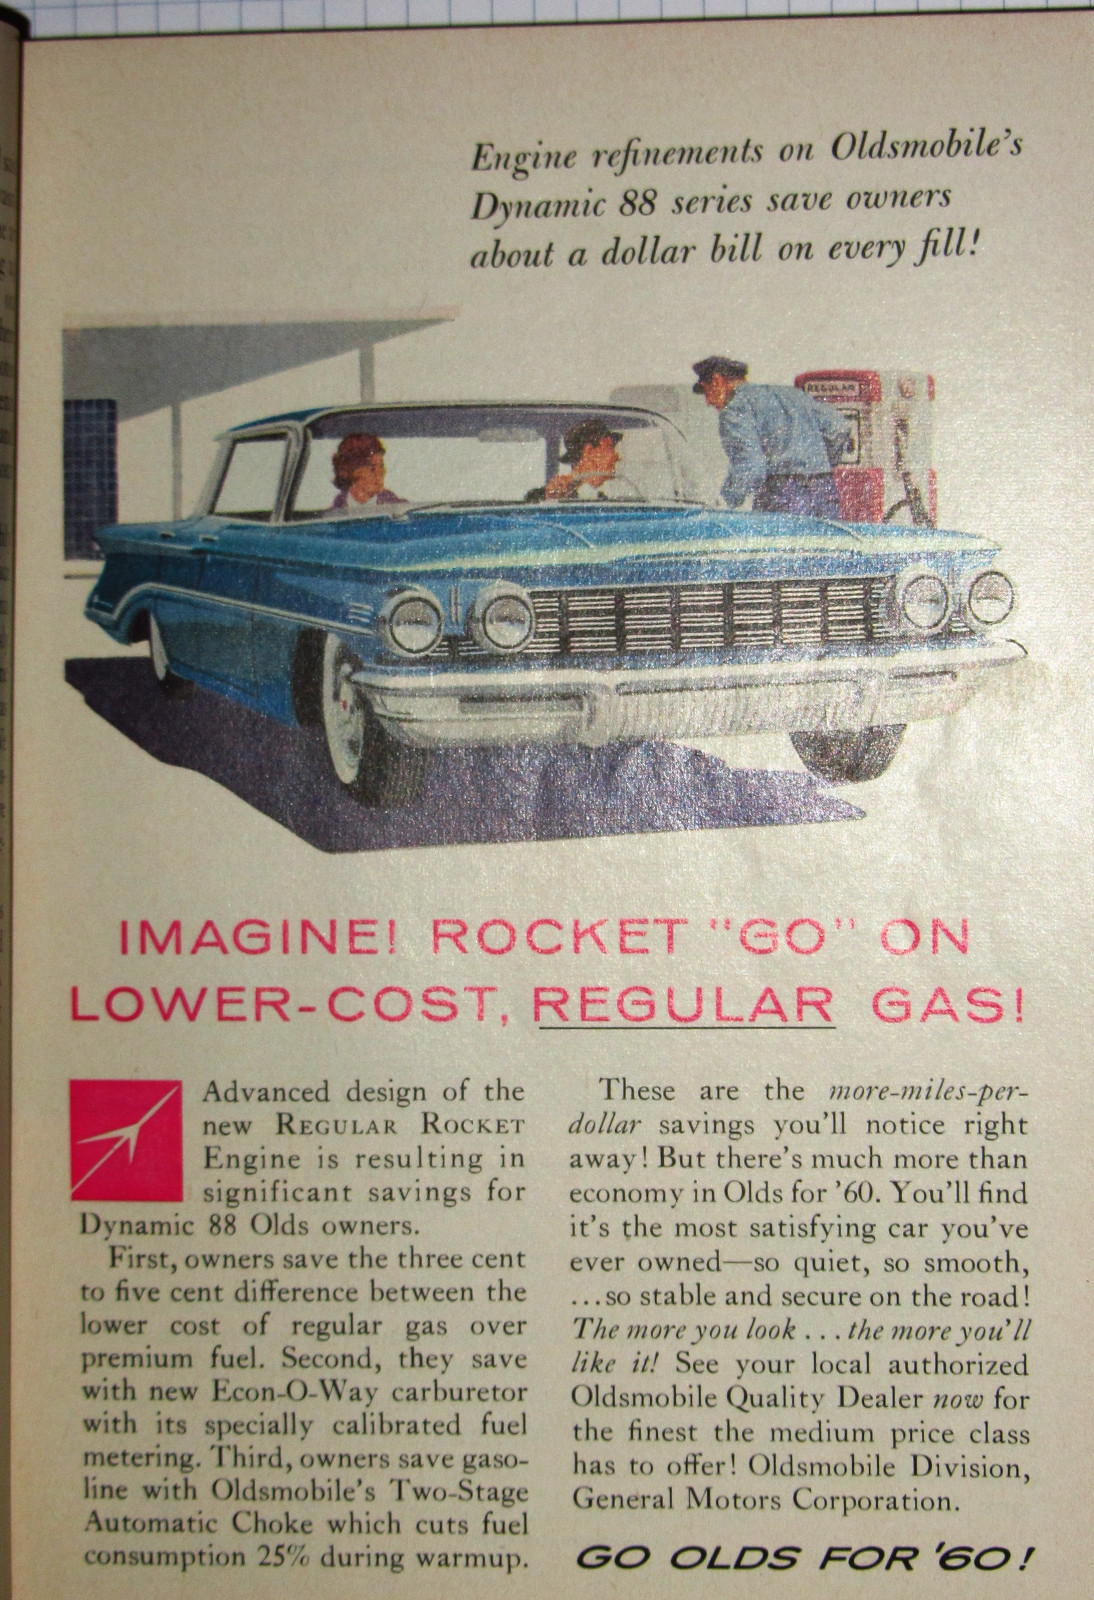 Engine refinements on Oldsmobile's
Dynamic 88 series save owners
about a dollar bill on every fill!
REGULAR
IMAGINE! ROCKET "GO" ON
LOWER-COST, REGULAR GAS!
Advanced design of the
new REGULAR ROCKET
Engine is resulting in
significant savings for
Dynamic 88 Olds owners.
First, owners save the three cent
to five cent difference between the
lower cost of regular gas over
premium fuel. Second, they save
with new Econ-O-Way carburetor
with its specially calibrated fuel
metering. Third, owners save gaso-
line with Oldsmobile's Two-Stage
Automatic Choke which cuts fuel
consumption 25% during warmup.
These are the more-miles-per-
dollar savings you'll notice right
away! But there's much more than
economy in Olds for '60. You'll find
it's the most satisfying car you've
ever owned—so quiet, so smooth,
...so stable and secure on the road!
The more you look . . . the more you'll
like it! See your local authorized
Oldsmobile Quality Dealer now for
the finest the medium price class
has to offer! Oldsmobile Division,
General Motors Corporation.
GO OLDS FOR '60!